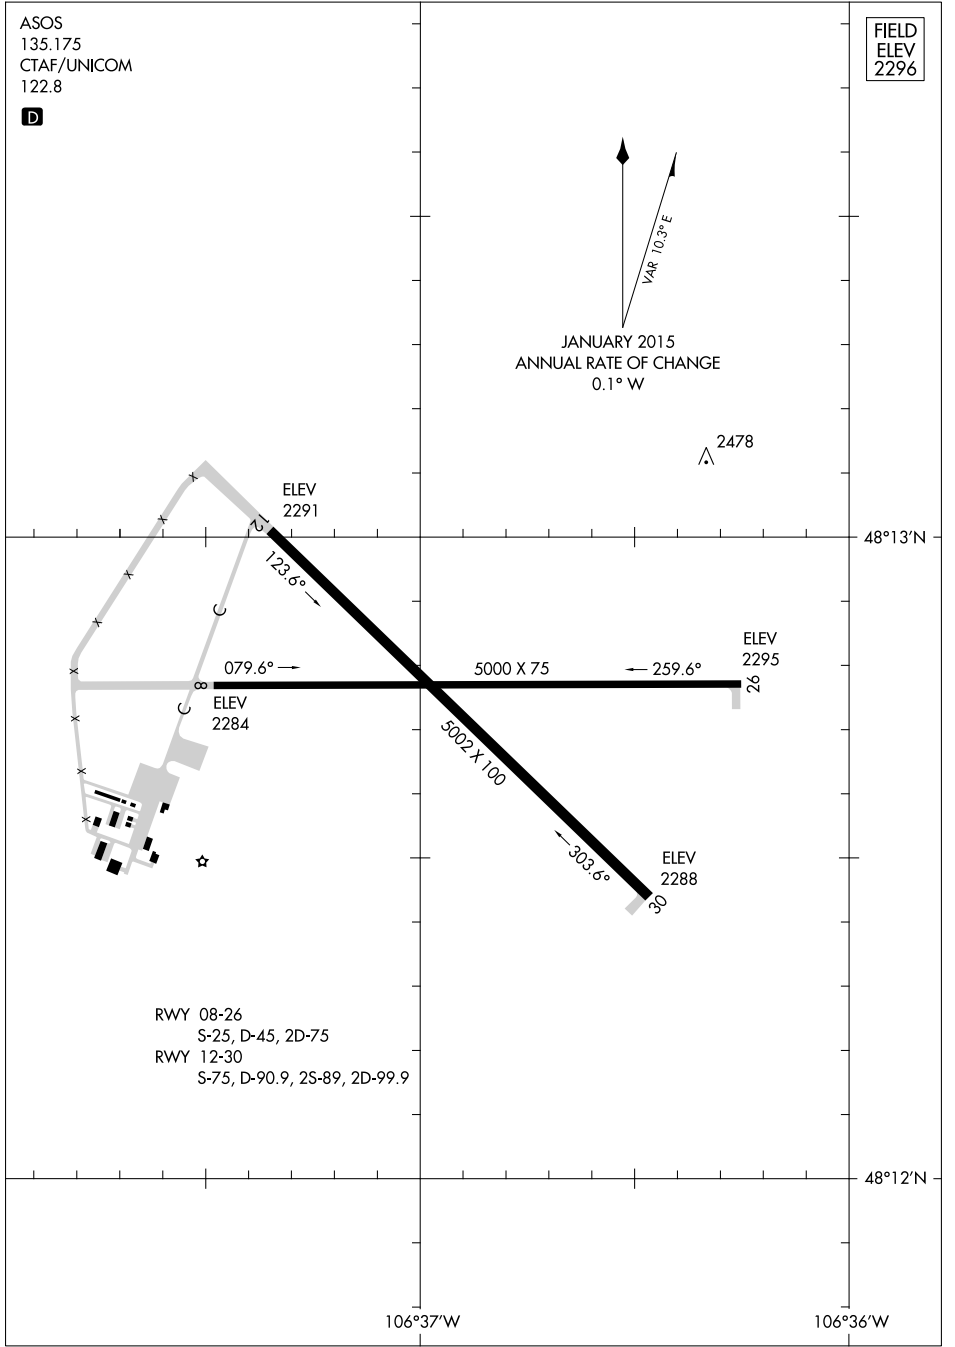 ASOS
135.175
CTAF/UNICOM
122.8
D
FIELD
ELEV
2296
VAR 10.3° E
JANUARY 2015
ANNUAL RATE OF CHANGE
0.1° W
2478
ELEV
2291
12
48°13'N
123.6°
X
X
X
X
X
X
X
X
C
C
079.6°
5000 X 75
259.6°
ELEV
2295
26
8
ELEV
2284
5002 X 100
303.6°
ELEV
2288
30
RWY 08-26
S-25, D-45, 2D-75
RWY 12-30
S-75, D-90.9, 2S-89, 2D-99.9
48°12'N
106°37'W
106°36'W